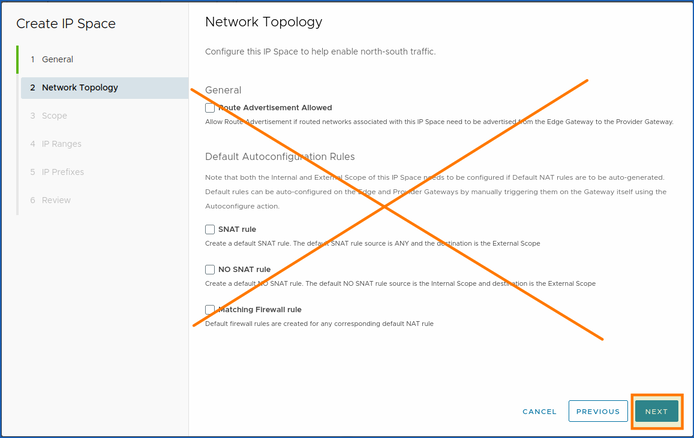 Create IP Space
1 General
2 Network Topology
3 Scope
4 IP Ranges
5 IP Prefixes
6 Review
Network Topology
Configure this IP Space to help enable north-south traffic.
General
Route Advertisement Allowed
Allow Route Advertisement if routed networks associated with this IP Space need to be advertised from the Edge Gateway to the Provider Gateway.
Default Autoconfiguration Rules
Note that both the Internal and External Scope of this IP Space needs to be configured if Default NAT rules are to be auto-generated.
Default rules can be auto-configured on the Edge and Provider Gateways by manually triggering them on the Gateway itself using the
Autoconfigure action.
SNAT rule
Create a default SNAT rule. The default SNAT rule source is ANY and the destination is the External Scope
NO SNAT rule
Create a default NO SNAT rule. The default NO SNAT rule source is the Internal Scope and destination is the External Scope
Matching Firewall rule
Default firewall rules are created for any corresponding default NAT rule
CANCEL
PREVIOUS
NEXT